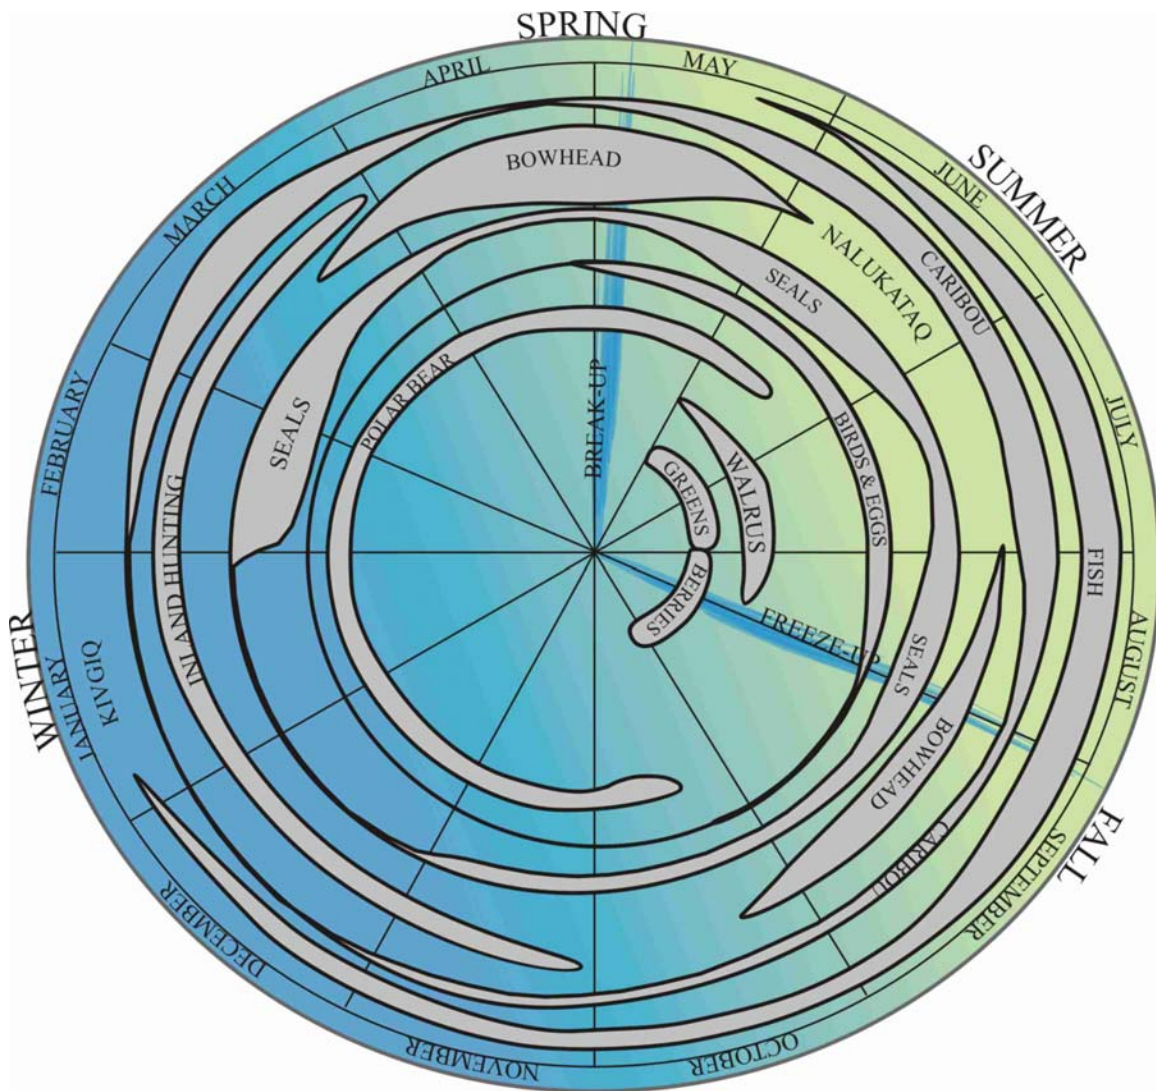 SPRING
APRIL
MAY
MARCH
JUNE
SUMMER
BOWHEAD
NALUKATAQ
CARIBOU
SEALS
FEBRUARY
SEALS
POLAR BEAR
BREAK-UP
BIRDS & EGGS
JULY
GREENS
WALRUS
INLAND HUNTING
FISH
BERRIES
WINTER
JANUARY
KIVGIQ
FREEZE-UP
SEALS
AUGUST
BOWHEAD
CARIBOU
FALL
SEPTEMBER
DECEMBER
NOVEMBER
OCTOBER